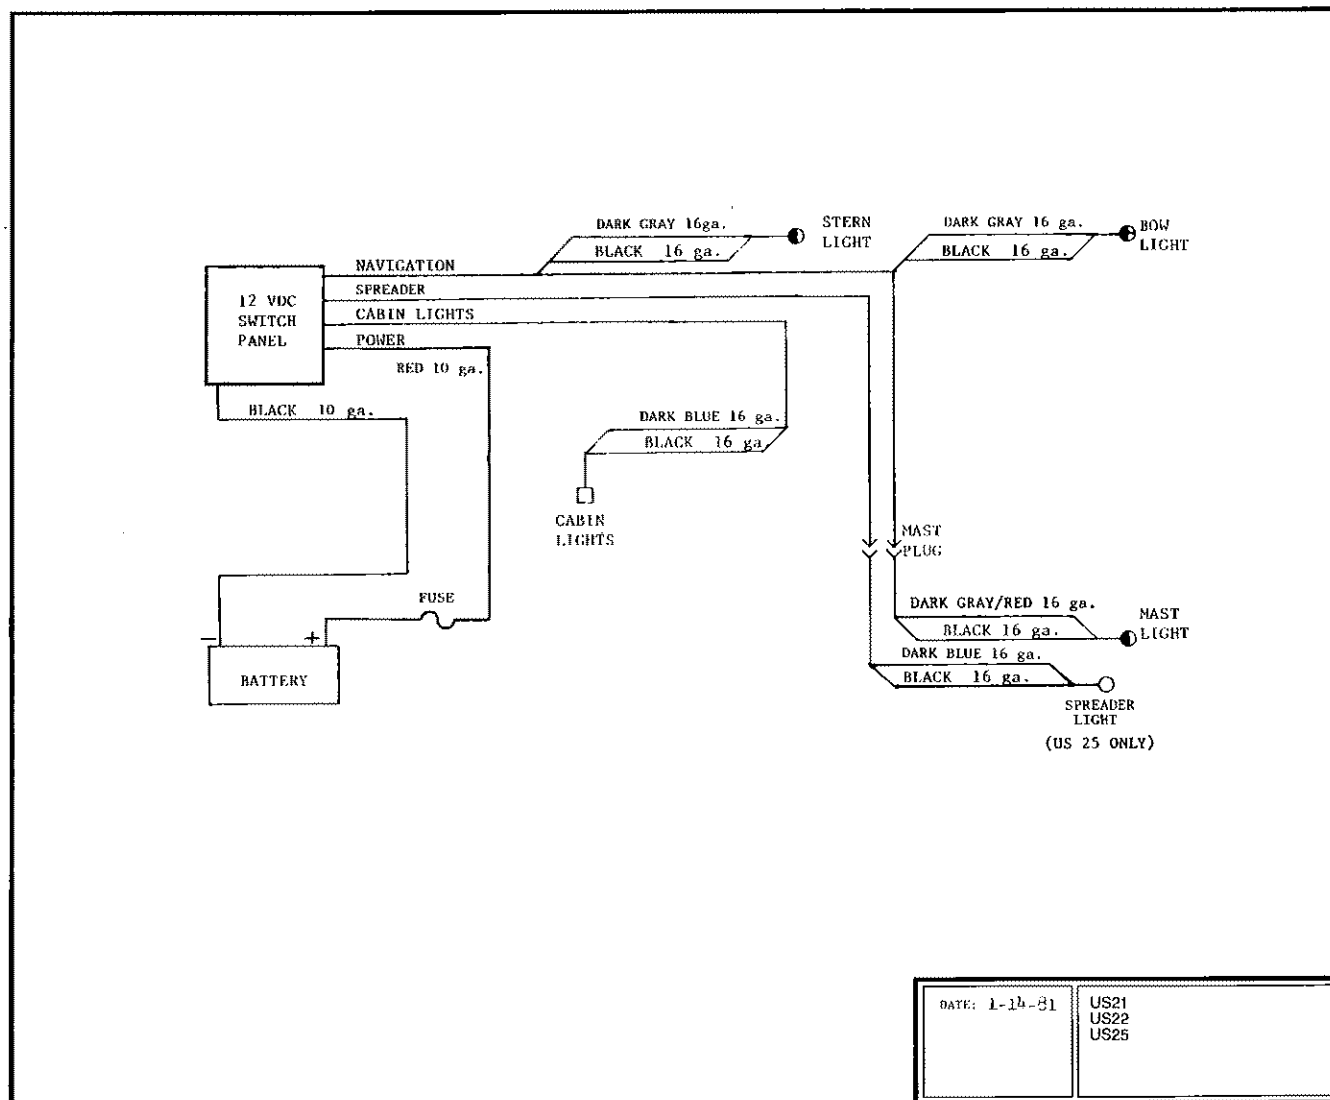 DARK GRAY 16ga.
BLACK 16 ga.
STERN
LIGHT
DARK GRAY 16 ga.
BLACK 16 ga.
BOW
LIGHT
12 VDC
SWITCH
PANEL
NAVIGATION
SPREADER
CABIN LIGHTS
POWER
RED 10 ga.
BLACK 10 ga.
DARK BLUE 16 ga.
BLACK 16 ga
CABIN
LIGHTS
MAST
PLUG
FUSE
- +
BATTERY
DARK GRAY/RED 16 ga.
BLACK 16 ga.
MAST
LIGHT
DARK BLUE 16 ga.
BLACK 16 ga.
SPREADER
LIGHT
(US 25 ONLY)
DATE: 1-14-81
US21
US22
US25